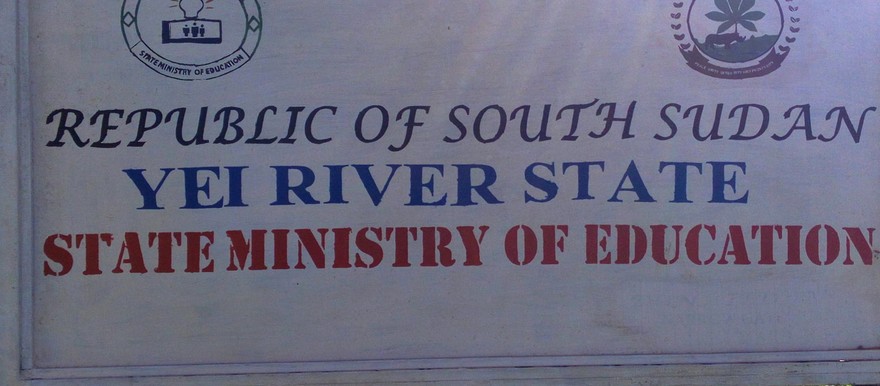 STATE MINISTRY OF EDUCATION
REPUBLIC OF SOUTH SUDAN
YEI RIVER STATE
STATE MINISTRY OF EDUCATION